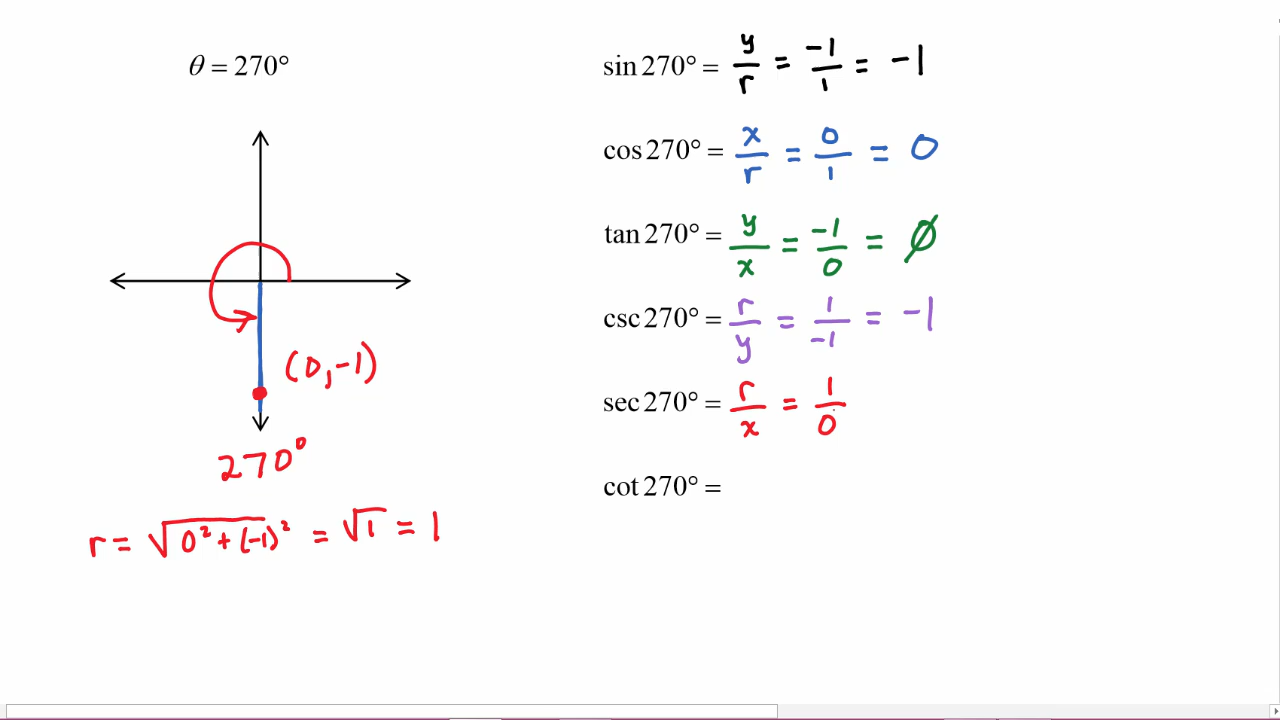 θ = 270°
(0, -1)
270°
r = √(0² + (-1)²) = √1 = 1
sin 270° = y/r = -1/1 = -1
cos 270° = x/r = 0/1 = 0
tan 270° = y/x = -1/0 = ∅
csc 270° = r/y = 1/-1 = -1
sec 270° = r/x = 1/0
cot 270° =